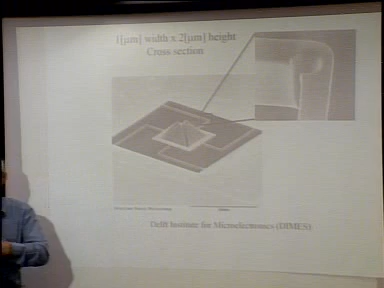 1[μm] width x 2[μm] height
Cross section
Delft Institute for Microelectronics (DIMES)